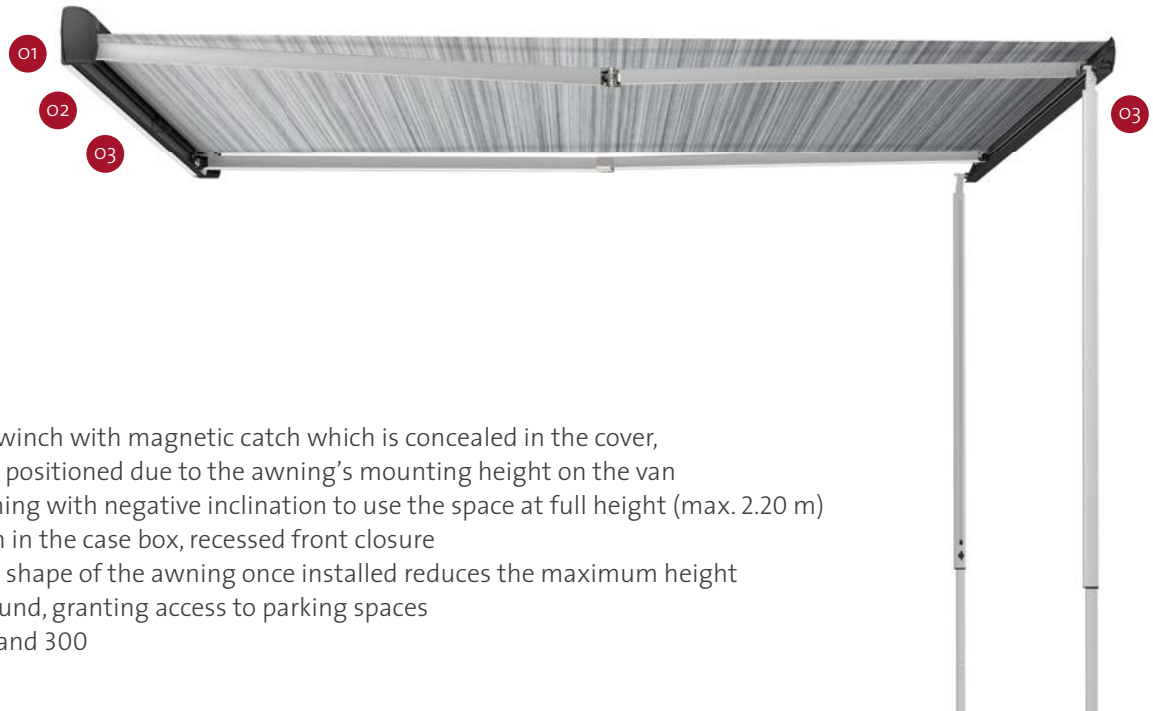 01
02
03
03
winch with magnetic catch which is concealed in the cover,
positioned due to the awning’s mounting height on the van
with negative inclination to use the space at full height (max. 2.20 m)
in the case box, recessed front closure
shape of the awning once installed reduces the maximum height
granting access to parking spaces
and 300